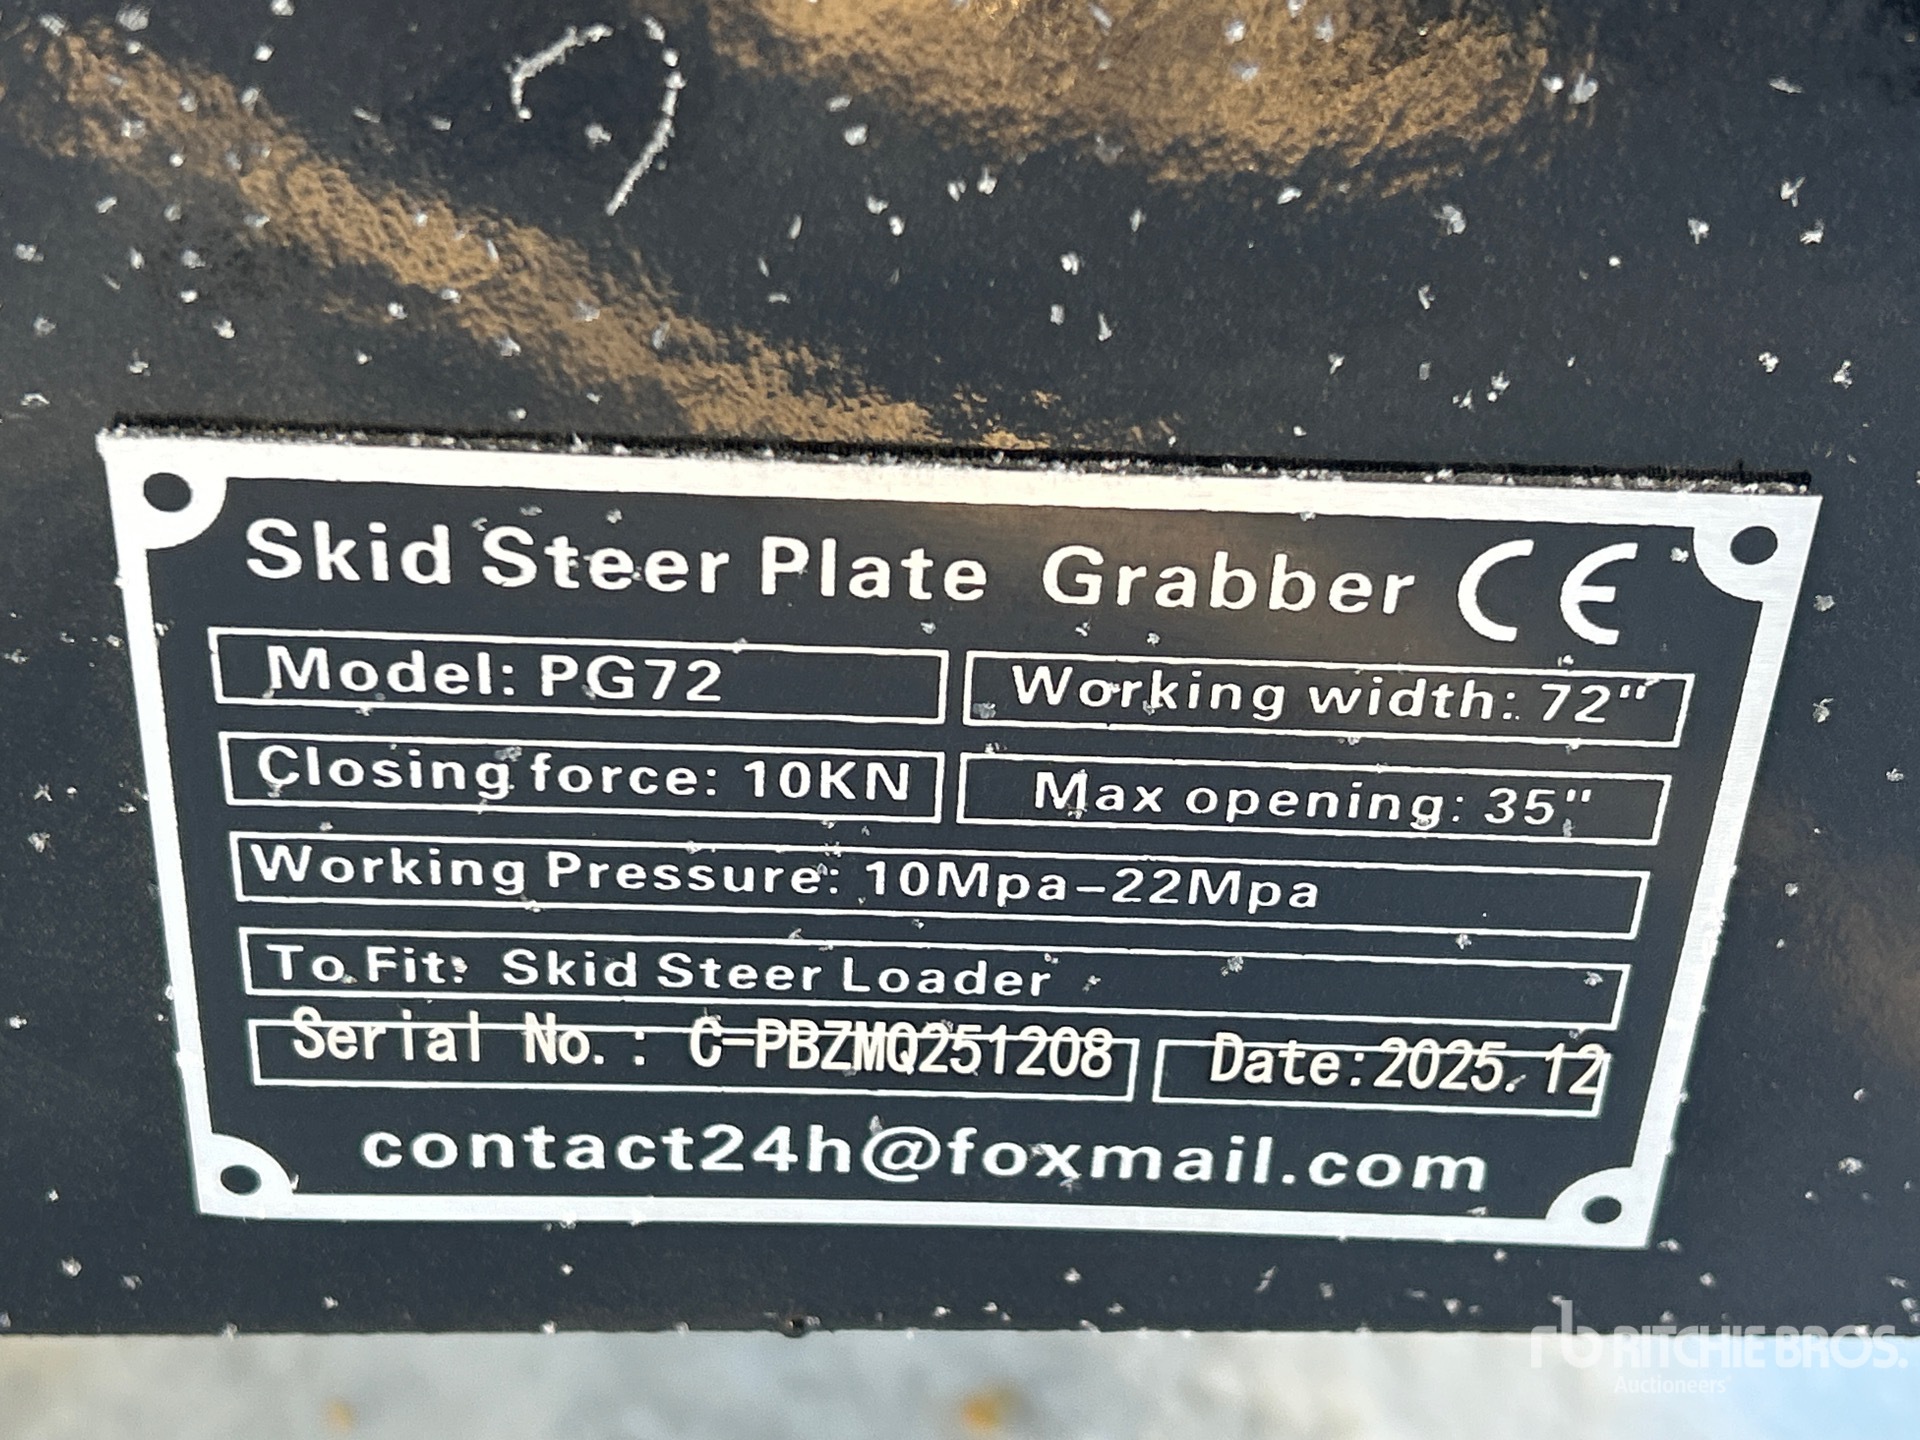 Skid Steer Plate Grabber CE
Model: PG72
Working width: 72"
Closing force: 10KN
Max opening: 35"
Working Pressure: 10Mpa-22Mpa
To Fit: Skid Steer Loader
Serial No.: C-PBZMQ251208
Date:2025.12
contact24h@foxmail.com
rb RITCHIE BROS.
Auctioneers